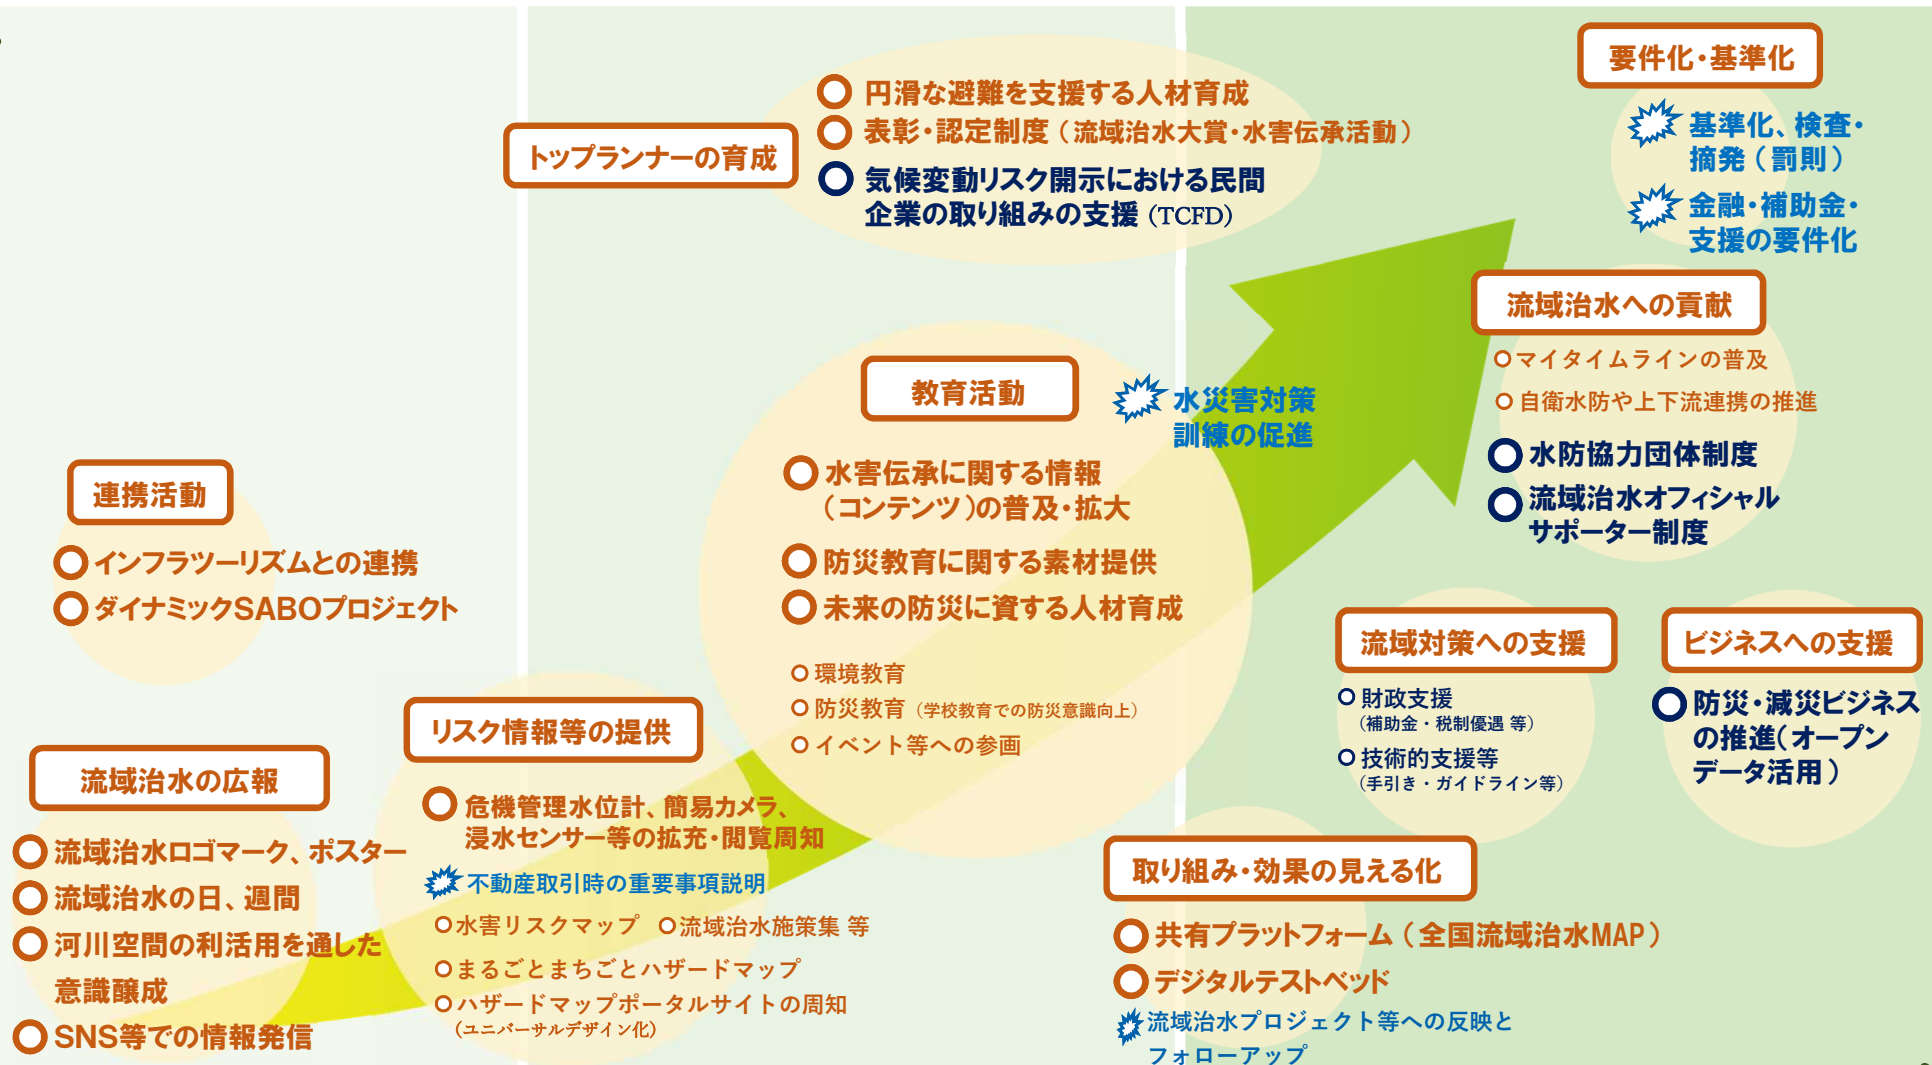 要件化・基準化
基準化、検査・
摘発（罰則）
金融・補助金・
支援の要件化
トップランナーの育成
円滑な避難を支援する人材育成
表彰・認定制度（流域治水大賞・水害伝承活動）
気候変動リスク開示における民間
企業の取り組みの支援（TCFD）
流域治水への貢献
マイタイムラインの普及
自衛水防や上下流連携の推進
水防協力団体制度
流域治水オフィシャル
サポーター制度
教育活動
水災害対策
訓練の促進
水害伝承に関する情報
（コンテンツ）の普及・拡大
防災教育に関する素材提供
未来の防災に資する人材育成
環境教育
防災教育（学校教育での防災意識向上）
イベント等への参画
連携活動
インフラツーリズムとの連携
ダイナミックSABOプロジェクト
流域対策への支援
財政支援
（補助金・税制優遇 等）
技術的支援等
（手引き・ガイドライン等）
ビジネスへの支援
防災・減災ビジネス
の推進（オープン
データ活用）
リスク情報等の提供
危機管理水位計、簡易カメラ、
浸水センサー等の拡充・閲覧周知
不動産取引時の重要事項説明
水害リスクマップ 流域治水施策集 等
まるごとまちごとハザードマップ
ハザードマップポータルサイトの周知
（ユニバーサルデザイン化）
流域治水の広報
流域治水ロゴマーク、ポスター
流域治水の日、週間
河川空間の利活用を通した
意識醸成
SNS等での情報発信
取り組み・効果の見える化
共有プラットフォーム（全国流域治水MAP）
デジタルテストベッド
流域治水プロジェクト等への反映と
フォローアップ